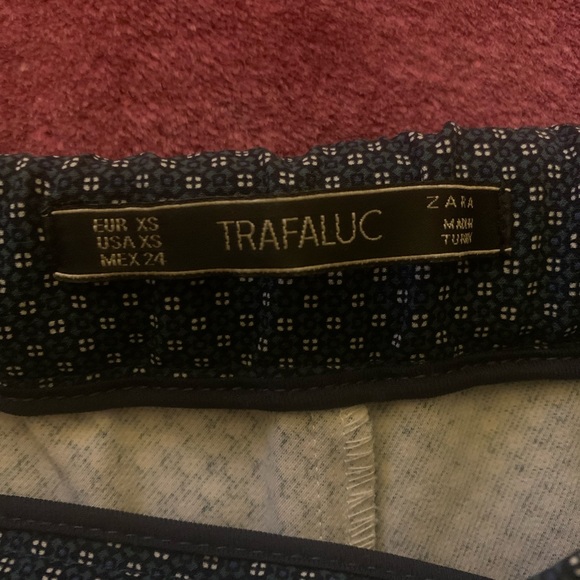 EUR XS
USA XS
MEX 24
TRAFALUC
ZARA